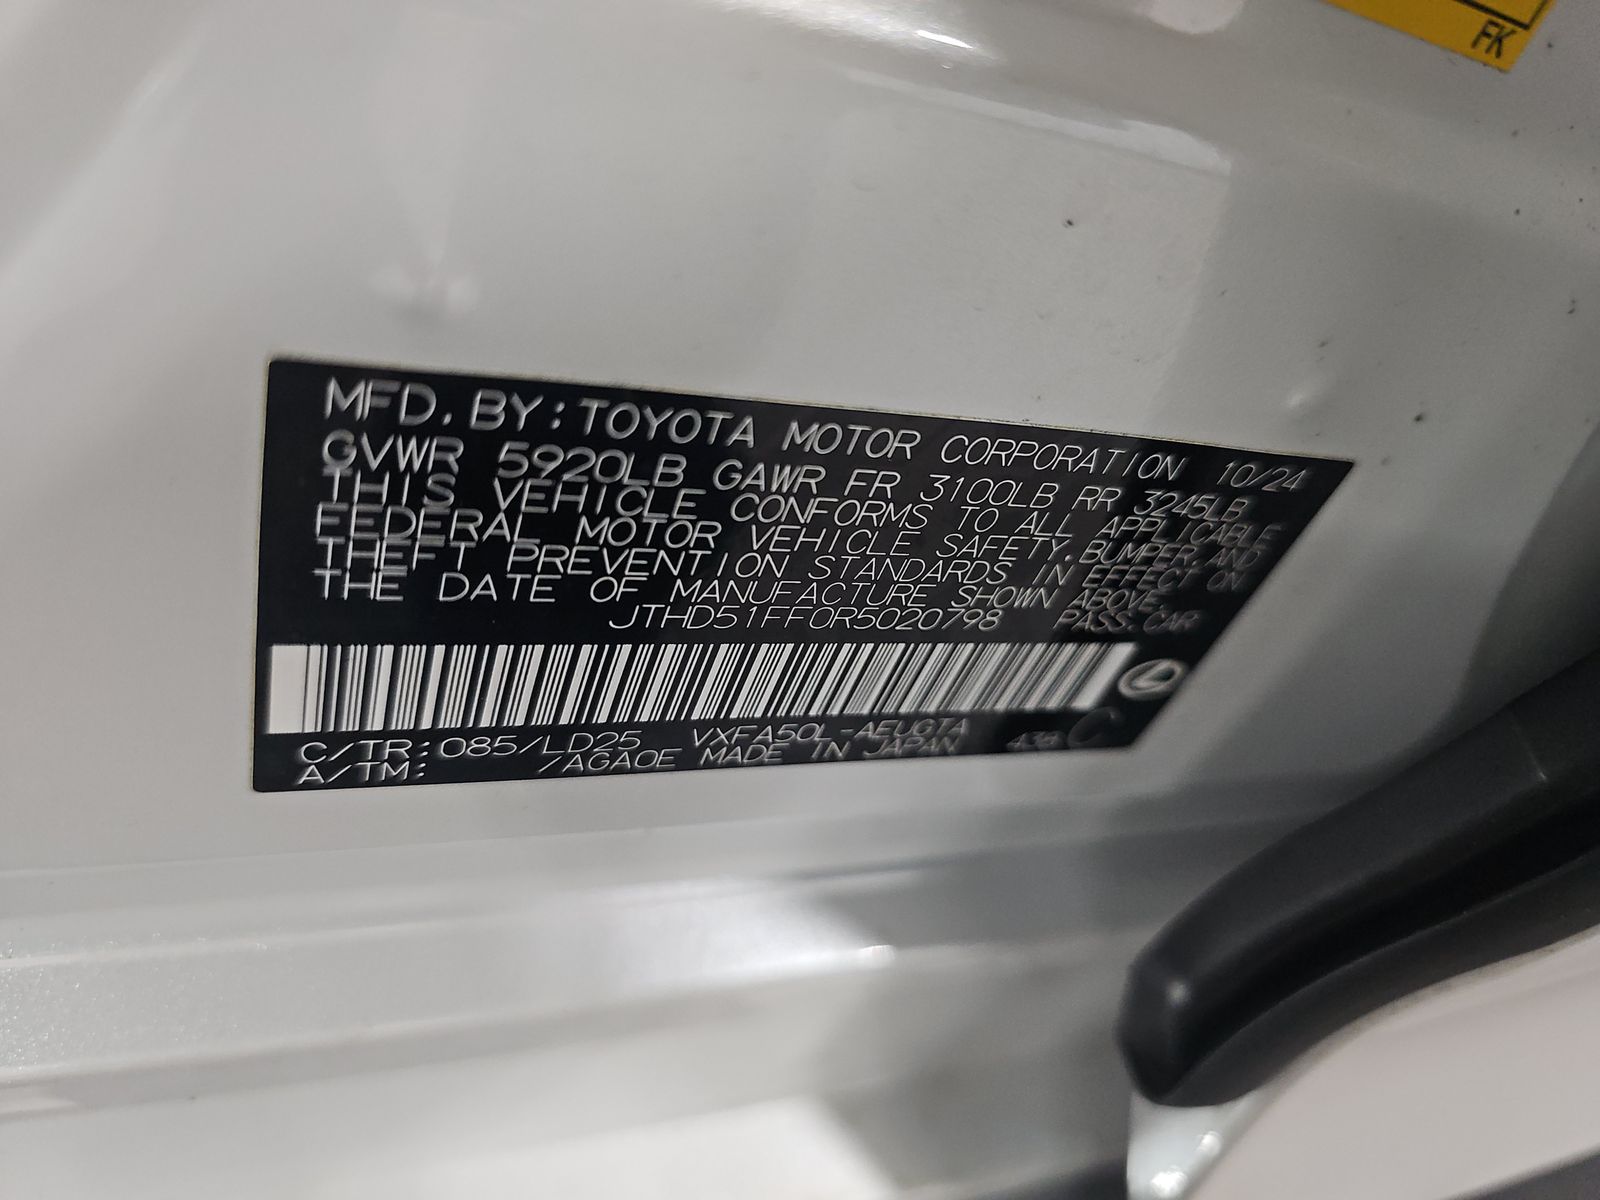 FK
MFD. BY: TOYOTA MOTOR CORPORATION 10/24
GVWR 5920LB GAWR FR 3100LB RR 3245LB
THIS VEHICLE CONFORMS TO ALL APPLICABLE
FEDERAL MOTOR VEHICLE SAFETY, BUMPER, AND
THEFT PREVENTION STANDARDS IN EFFECT ON
THE DATE OF MANUFACTURE SHOWN ABOVE.
JTHD51FF0R5020798 PASS. CAR
C/TR: 085/LD25 VXFA50L-AEUGTA
A/TM: /AGA0E MADE IN JAPAN C